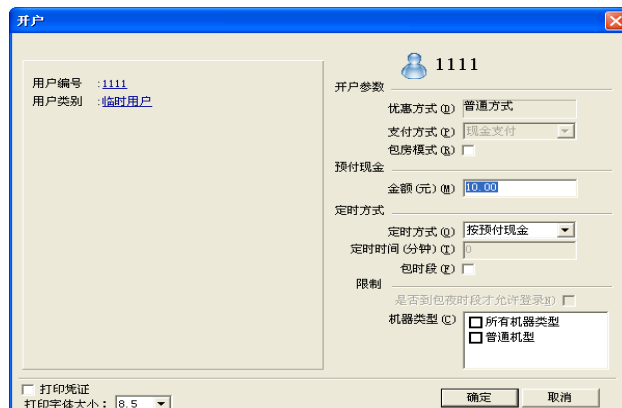 开户
用户编号 :1111
用户类别 :临时用户
1111
开户参数
优惠方式(D) 普通方式
支付方式(P) 现金支付
包房模式(R)
预付现金
金额(元)(M) 10.00
定时方式
定时方式(O) 按预付现金
定时时间(分钟)(T) 0
包时段(F)
限制
是否到包夜时段才允许登录N)
机器类型(C) 所有机器类型
普通机型
打印凭证
打印字体大小: 8.5
确定 取消